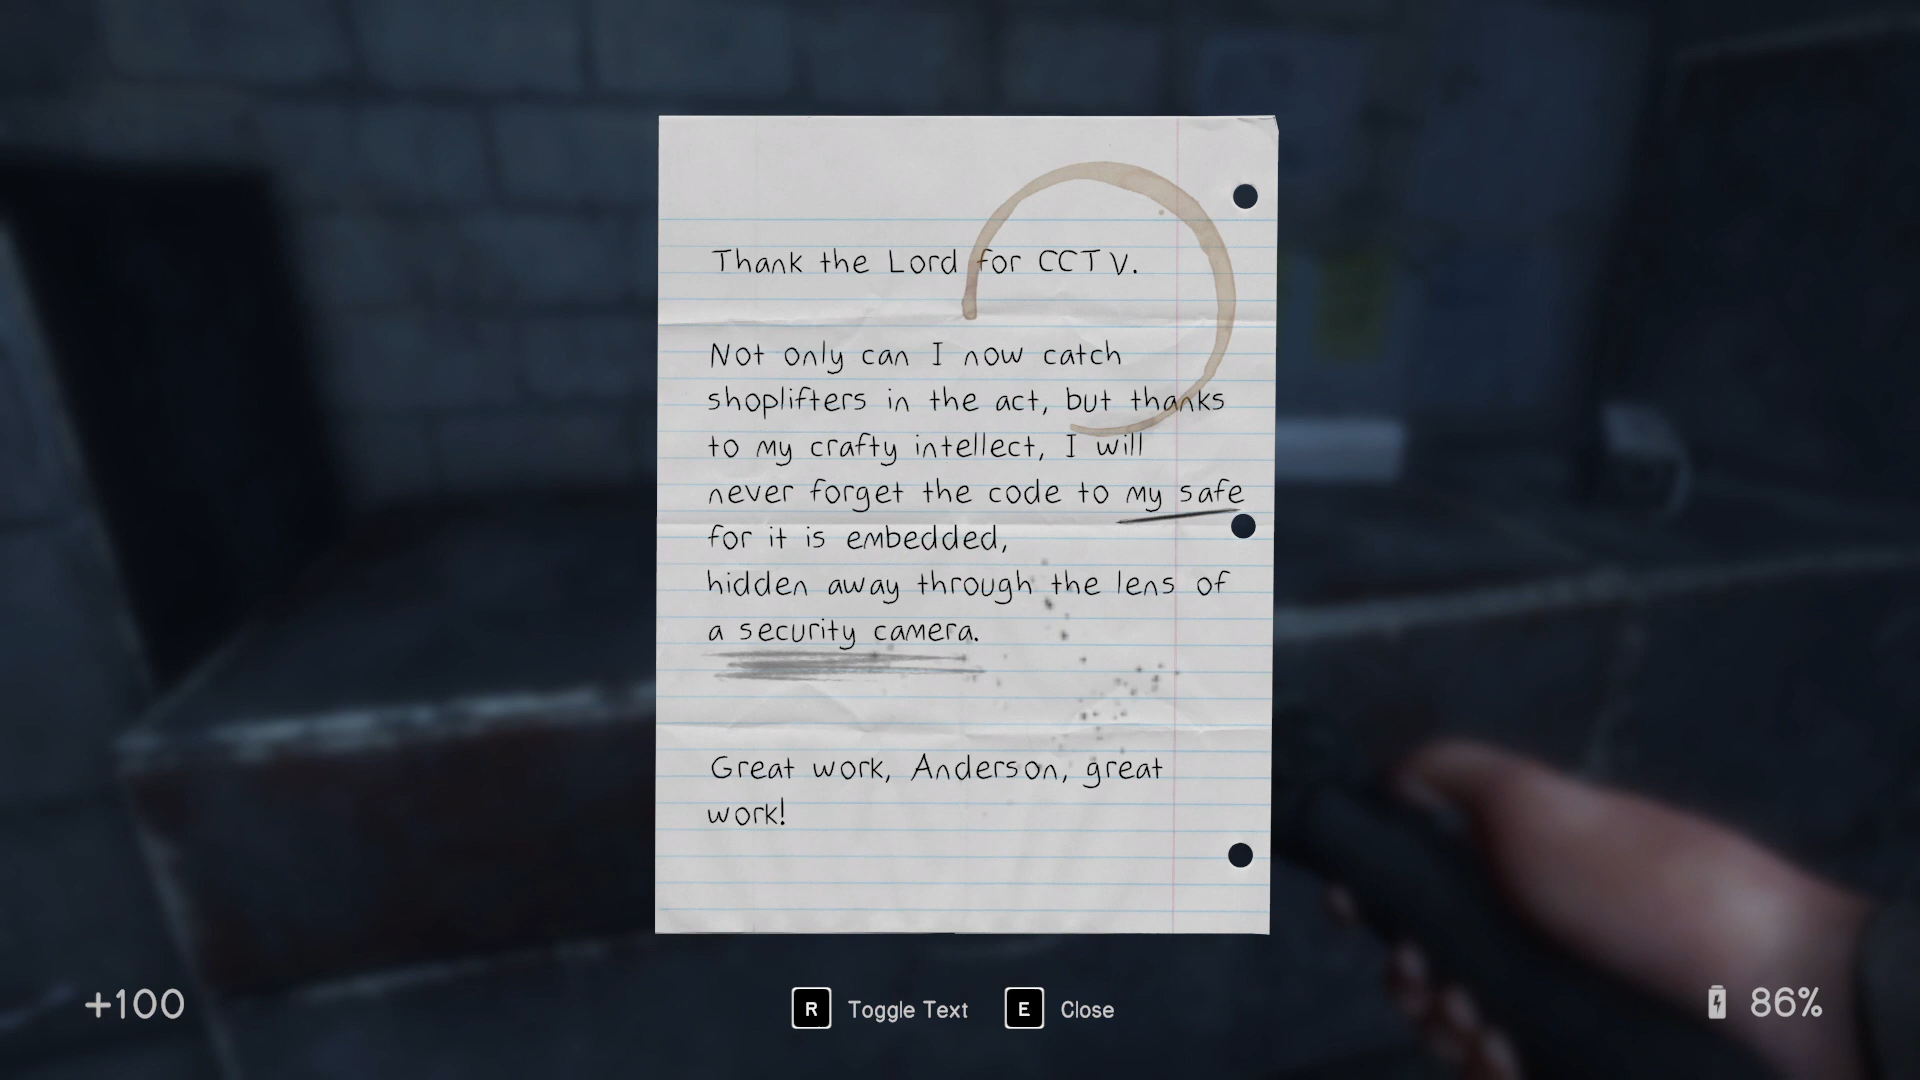 Thank the Lord for CCTV.
Not only can I now catch
shoplifters in the act, but thanks
to my crafty intellect, I will
never forget the code to my safe
for it is embedded,
hidden away through the lens of
a security camera.
Great work, Anderson, great
work!
+100
R Toggle Text E Close
86%